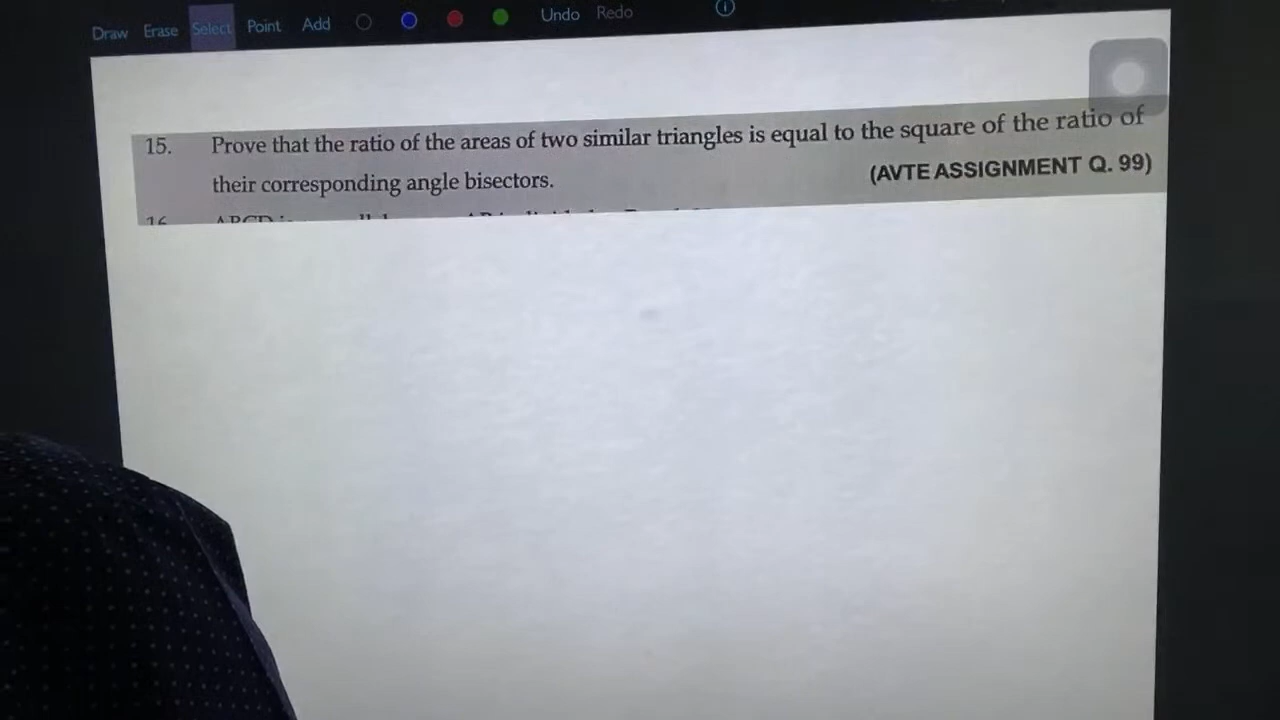 Draw Erase Select Point Add Undo Redo
15. Prove that the ratio of the areas of two similar triangles is equal to the square of the ratio of
their corresponding angle bisectors. (AVTE ASSIGNMENT Q. 99)
16